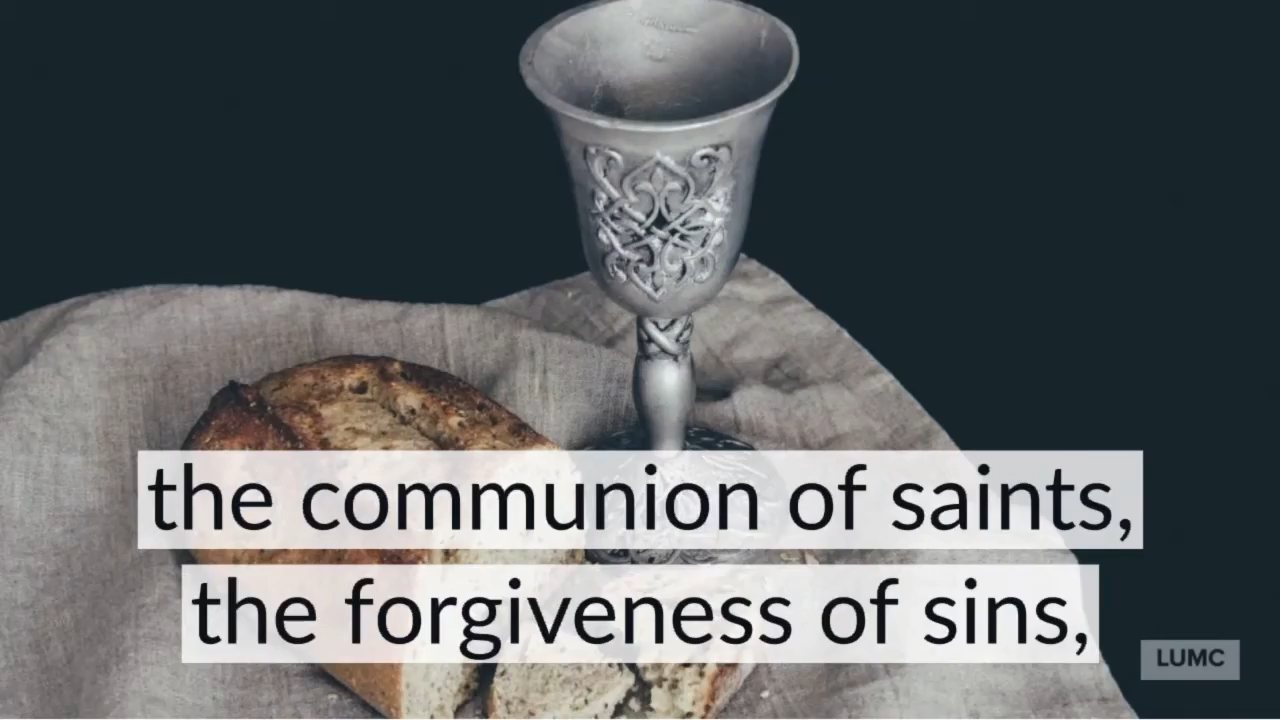 the communion of saints,
the forgiveness of sins,
LUMC